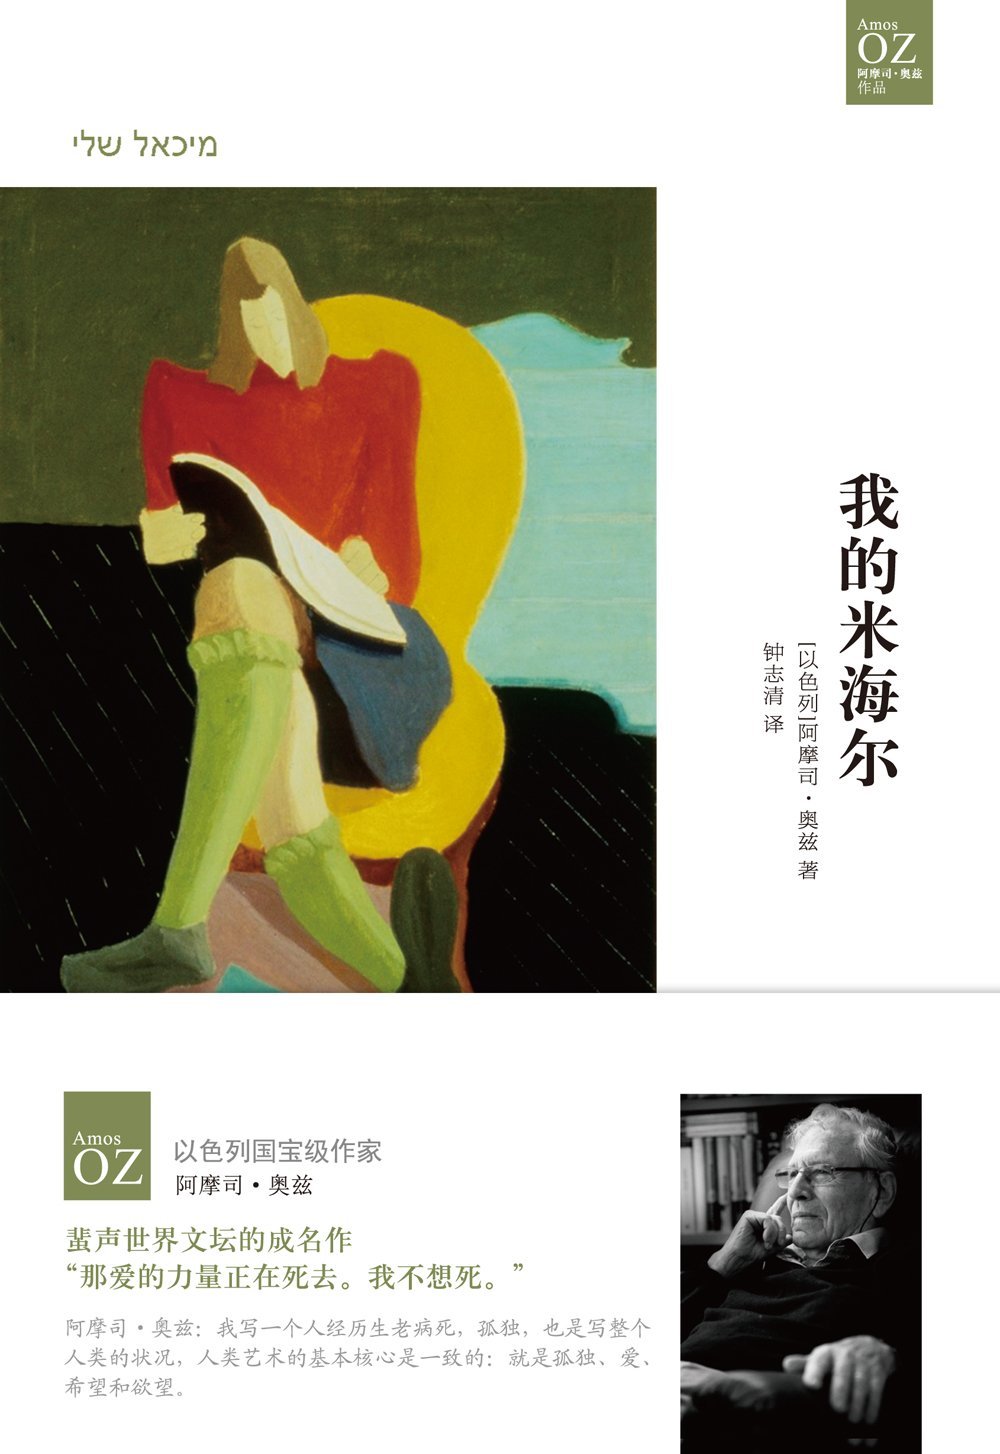 Amos
OZ
阿摩司·奥兹
作品
מיכאל שלי
我的米海尔
[以色列]阿摩司·奥兹 著
钟志清 译
Amos
OZ
以色列国宝级作家
阿摩司·奥兹
蜚声世界文坛的成名作
“那爱的力量正在死去。我不想死。”
阿摩司·奥兹：我写一个人经历生老病死，孤独，也是写整个
人类的状况，人类艺术的基本核心是一致的：就是孤独、爱、
希望和欲望。